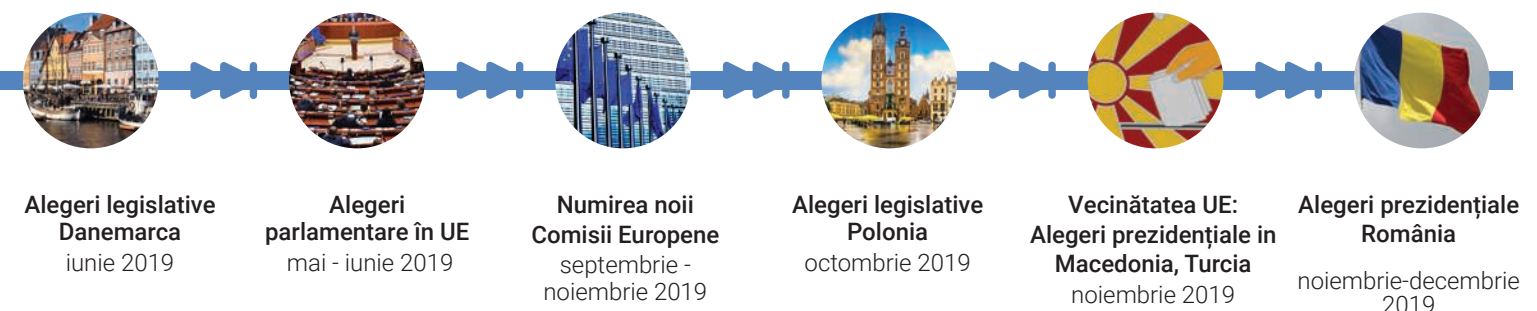 Alegeri legislative
Danemarca
iunie 2019
Alegeri
parlamentare în UE
mai - iunie 2019
Numirea noii
Comisii Europene
septembrie -
noiembrie 2019
Alegeri legislative
Polonia
octombrie 2019
Vecinătatea UE:
Alegeri prezidențiale in
Macedonia, Turcia
noiembrie 2019
Alegeri prezidențiale
România
noiembrie-decembrie
2019